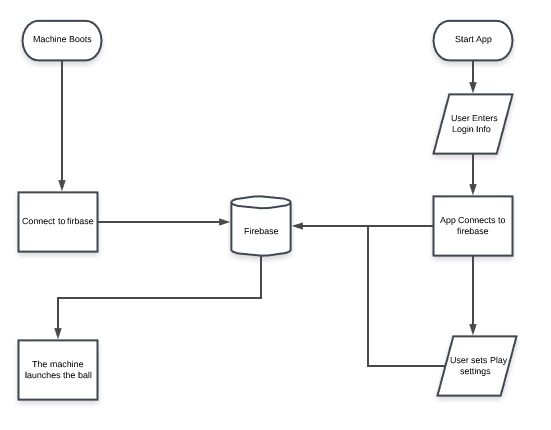 Machine Boots
Start App
User Enters
Login Info
Connect to firbase
Firebase
App Connects to
firebase
The machine
launches the ball
User sets Play
settings